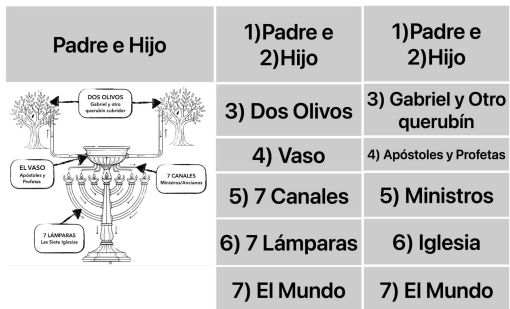 Padre e Hijo
1)Padre e
2)Hijo
1)Padre e
2)Hijo
DOS OLIVOS
Gabriel y otro
querubin cubridor
EL VASO
Apóstoles y
Profetas
7 CANALES
Ministros/Ancianos
7 LÁMPARAS
Las Siete Iglesias
3) Dos Olivos
3) Gabriel y Otro
querubín
4) Vaso
4) Apóstoles y Profetas
5) 7 Canales
5) Ministros
6) 7 Lámparas
6) Iglesia
7) El Mundo
7) El Mundo